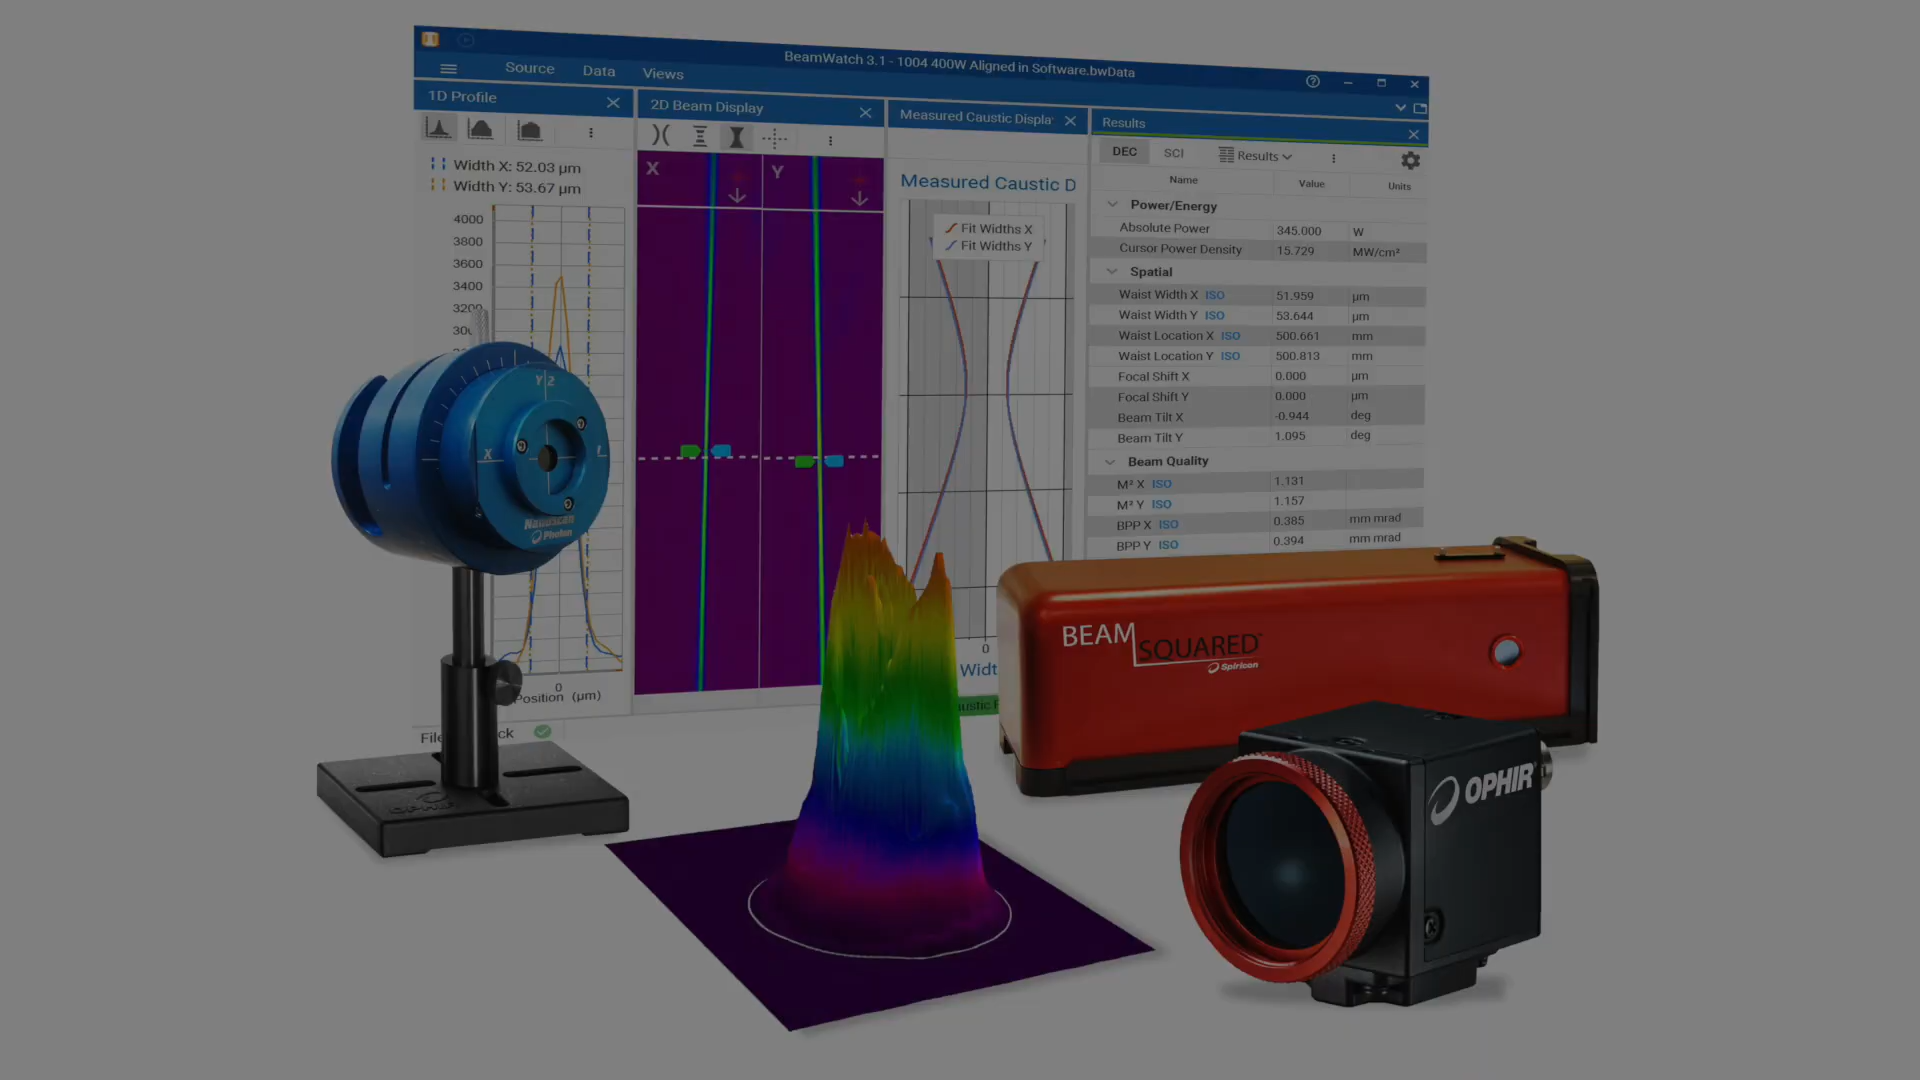 BeamWatch 3.1 - 1004 400W Aligned in Software.bwData
Source Data Views
1D Profile
Width X: 52.03 µm
Width Y: 53.67 µm
4000
3800
3600
3400
3200
0
Position (µm)
2D Beam Display
X Y
Measured Caustic Displa
Measured Caustic D
Fit Widths X
Fit Widths Y
0
Results
DEC SCI Results
Name Value Units
Power/Energy
Absolute Power 345.000 W
Cursor Power Density 15.729 MW/cm²
Spatial
Waist Width X ISO 51.959 µm
Waist Width Y ISO 53.644 µm
Waist Location X ISO 500.661 mm
Waist Location Y ISO 500.813 mm
Focal Shift X 0.000 µm
Focal Shift Y 0.000 µm
Beam Tilt X -0.944 deg
Beam Tilt Y 1.095 deg
Beam Quality
M² X ISO 1.131
M² Y ISO 1.157
BPP X ISO 0.385 mm mrad
BPP Y ISO 0.394 mm mrad
Y 2
X
NanoScan
Photon
OPHIR
BEAM
SQUARED
Spiricon
OPHIR